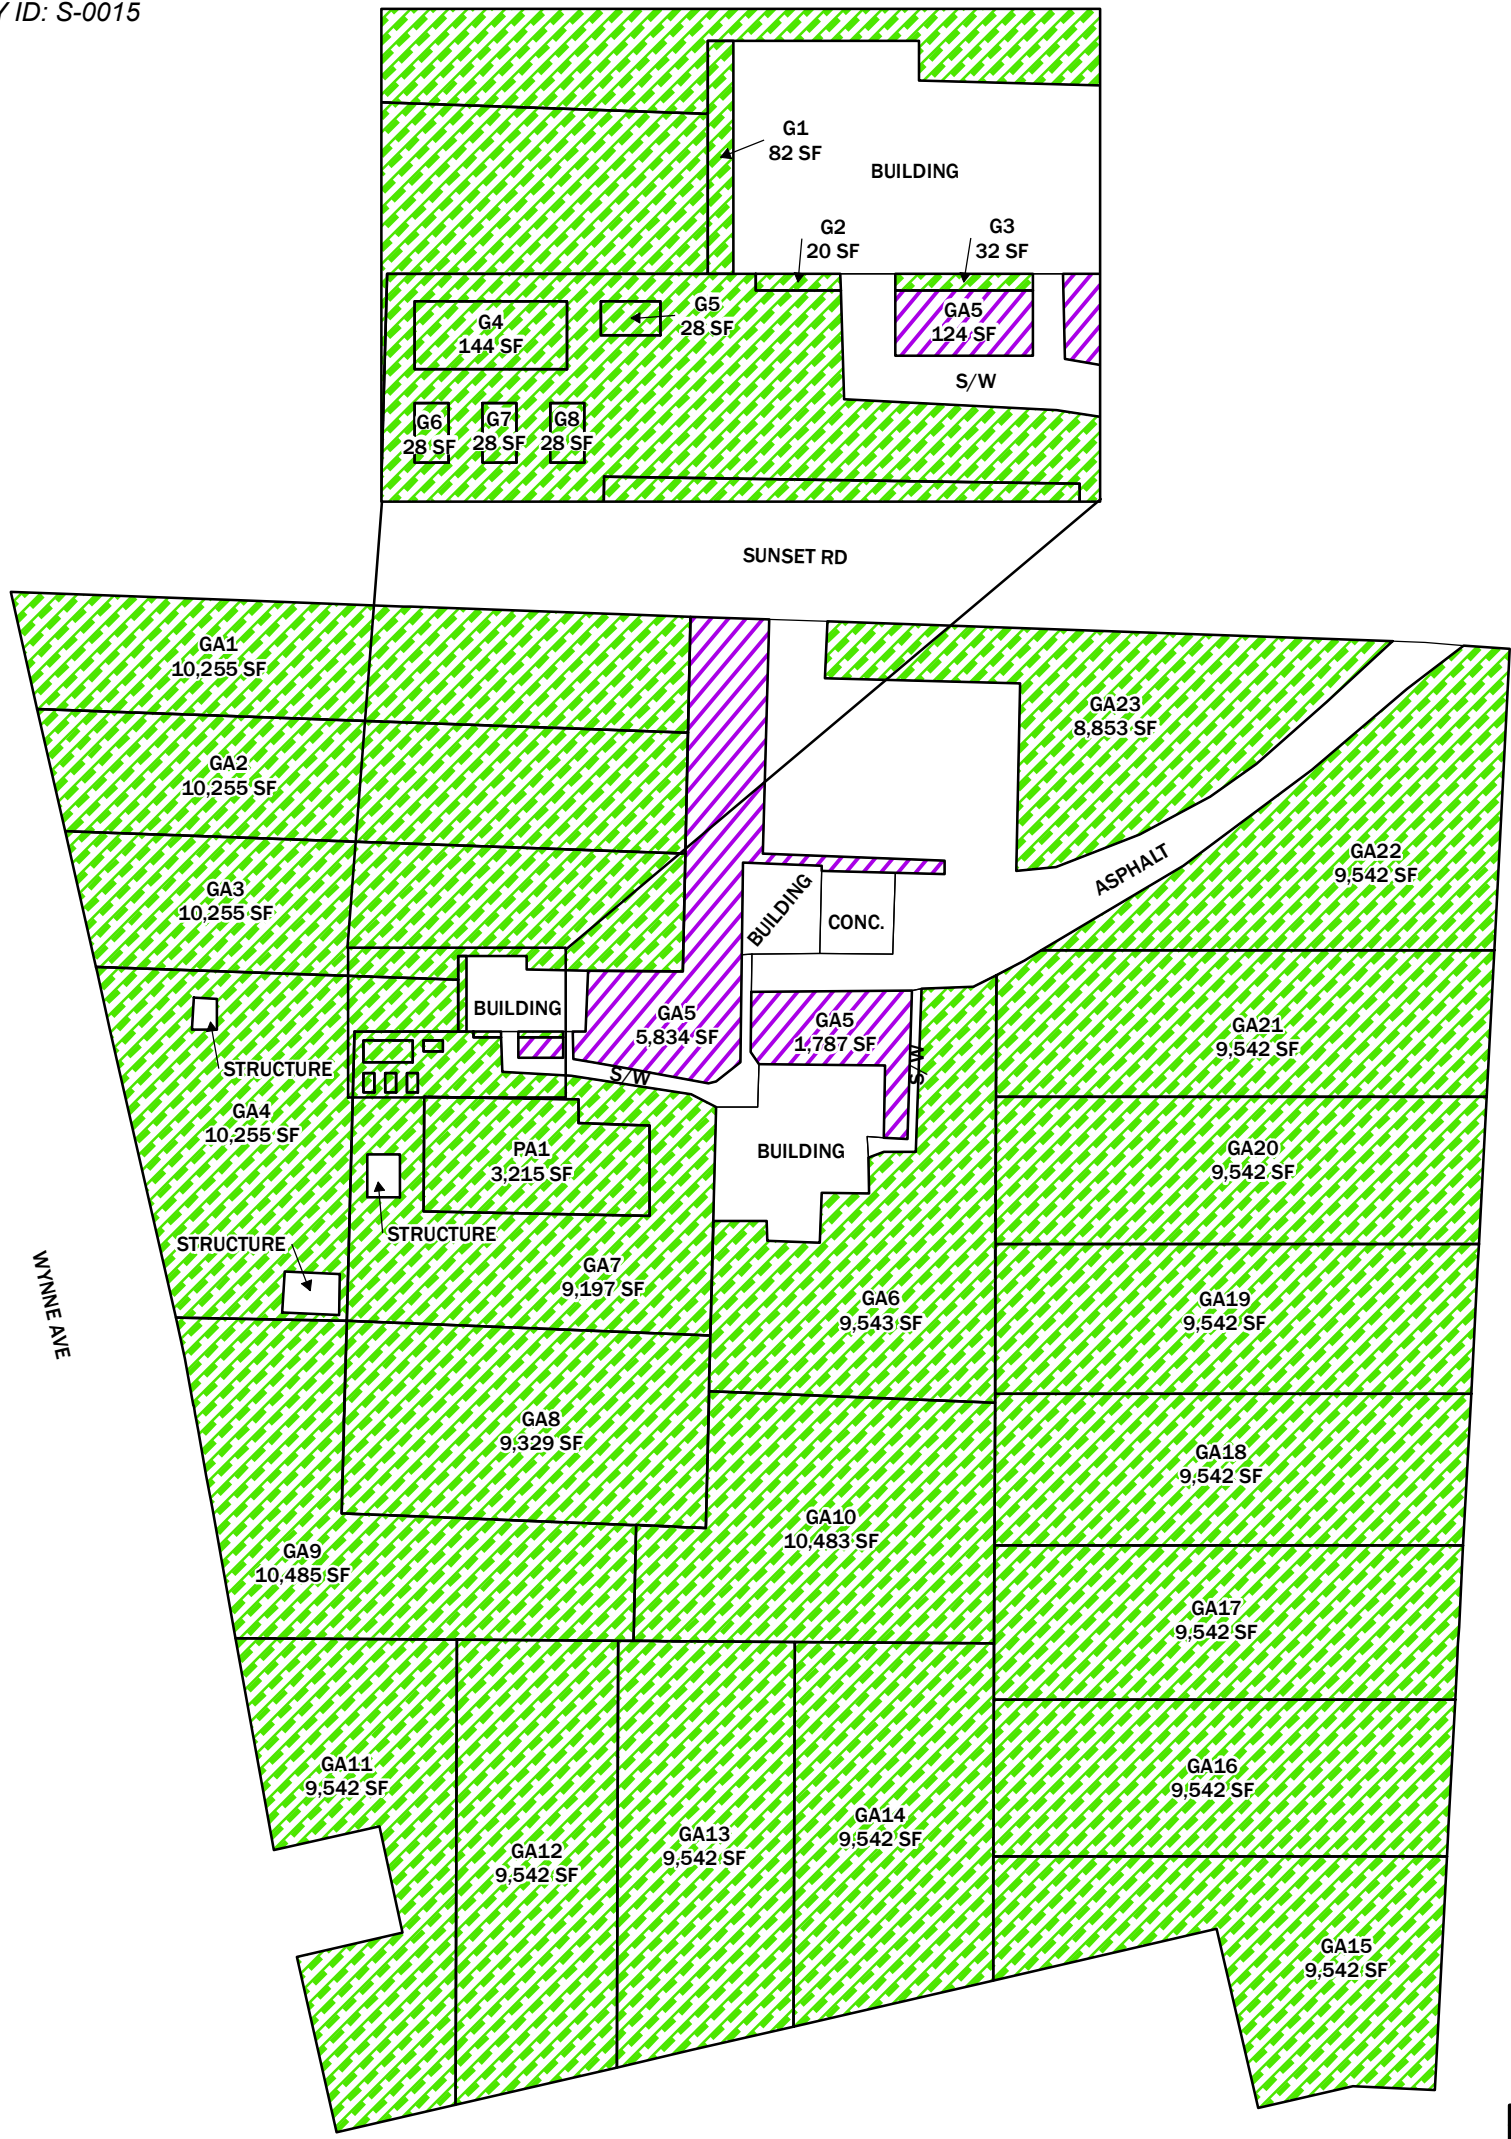 Y ID: S-0015
G1
82 SF
BUILDING
G2
20 SF
G3
32 SF
G4
144 SF
G5
28 SF
GA5
124 SF
S/W
G6
28 SF
G7
28 SF
G8
28 SF
SUNSET RD
GA1
10,255 SF
GA23
8,853 SF
GA2
10,255 SF
ASPHALT
GA22
9,542 SF
GA3
10,255 SF
BUILDING
CONC.
BUILDING
GA5
5,834 SF
GA5
1,787 SF
GA21
9,542 SF
STRUCTURE
S/W
S/W
GA4
10,255 SF
PA1
3,215 SF
BUILDING
GA20
9,542 SF
STRUCTURE
STRUCTURE
WYNNE AVE
GA7
9,197 SF
GA6
9,543 SF
GA19
9,542 SF
GA8
9,329 SF
GA18
9,542 SF
GA10
10,483 SF
GA9
10,485 SF
GA17
9,542 SF
GA11
9,542 SF
GA16
9,542 SF
GA12
9,542 SF
GA13
9,542 SF
GA14
9,542 SF
GA15
9,542 SF